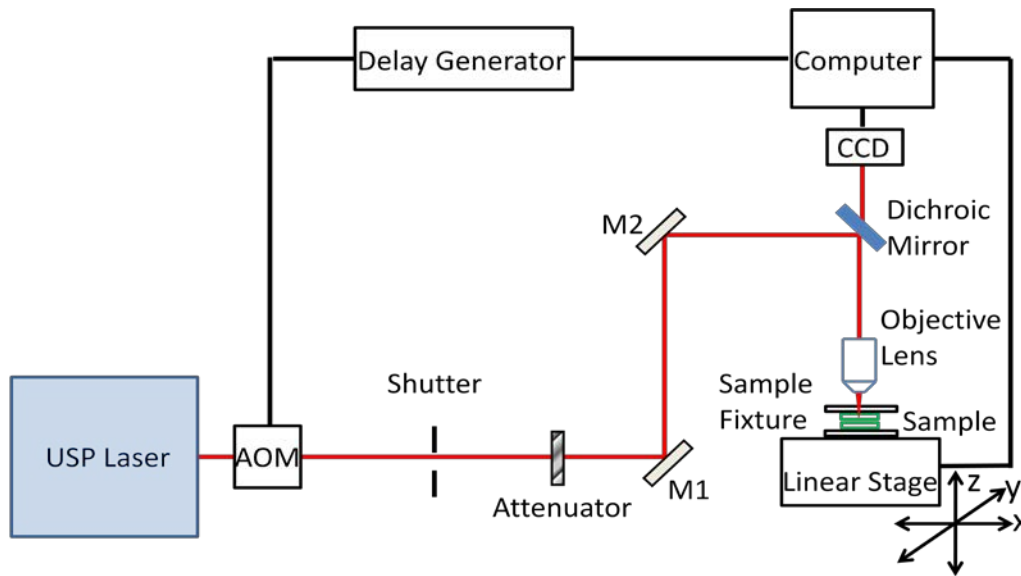 Delay Generator
Computer
CCD
Dichroic
Mirror
M2
Objective
Lens
Shutter
Sample
Fixture
Sample
USP Laser
AOM
M1
Attenuator
Linear Stage
z
y
x